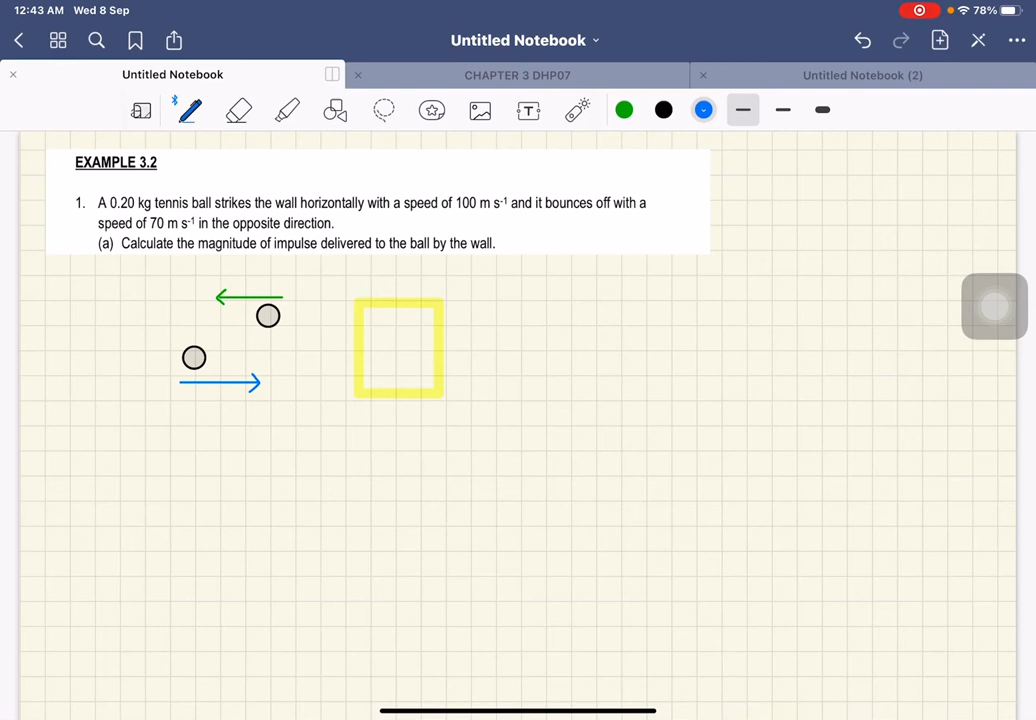 12:43 AM Wed 8 Sep
78%
Untitled Notebook
Untitled Notebook
CHAPTER 3 DHP07
Untitled Notebook (2)
T
EXAMPLE 3.2
1. A 0.20 kg tennis ball strikes the wall horizontally with a speed of 100 m s⁻¹ and it bounces off with a
speed of 70 m s⁻¹ in the opposite direction.
(a) Calculate the magnitude of impulse delivered to the ball by the wall.